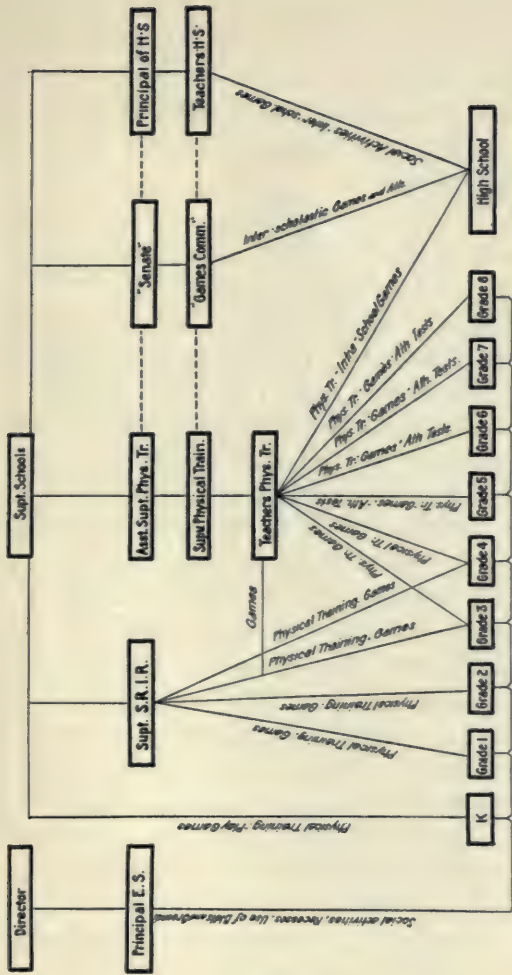 Director
Supt. Schools
Principal E.S.
Supt. S.R.I.R.
Asst. Supt. Phys. Tr.
"Senate"
Principal of H·S
Supv. Physical Train.
"Games Comm."
Teachers H·S·
Teachers Phys. Tr.
Games
Social activities, Recesses, Use of
Physical Training - Play Games
Physical Training. Games
Physical Training. Games
Physical Training. Games
Physical Training. Games
Phys. Tr. Games
Physical Tr. Games
Phys. Tr. Games - Ath. Tests
Phys. Tr. Games - Ath. Tests
Phys. Tr. - Games - Ath. Tests.
Phys. Tr. - Games - Ath. Tests
Phys. Tr. - Intra - School Games
Inter-scholastic Games and Ath.
Social Activities - Inter Games
K
Grade 1
Grade 2
Grade 3
Grade 4
Grade 5
Grade 6
Grade 7
Grade 8
High School